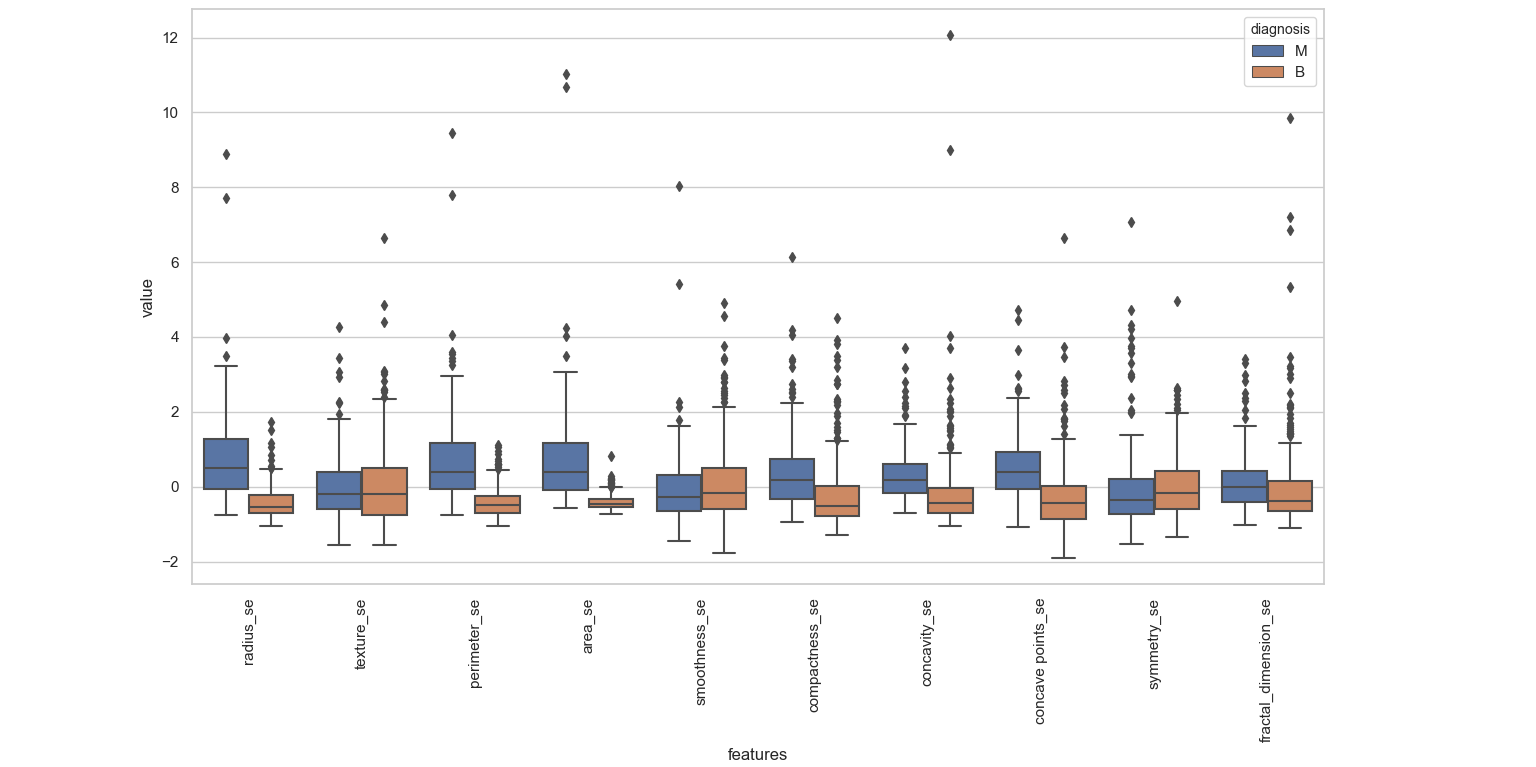 diagnosis
M
B
12
10
8
6
4
2
0
−2
value
radius_se
texture_se
perimeter_se
area_se
smoothness_se
compactness_se
concavity_se
concave points_se
symmetry_se
fractal_dimension_se
features